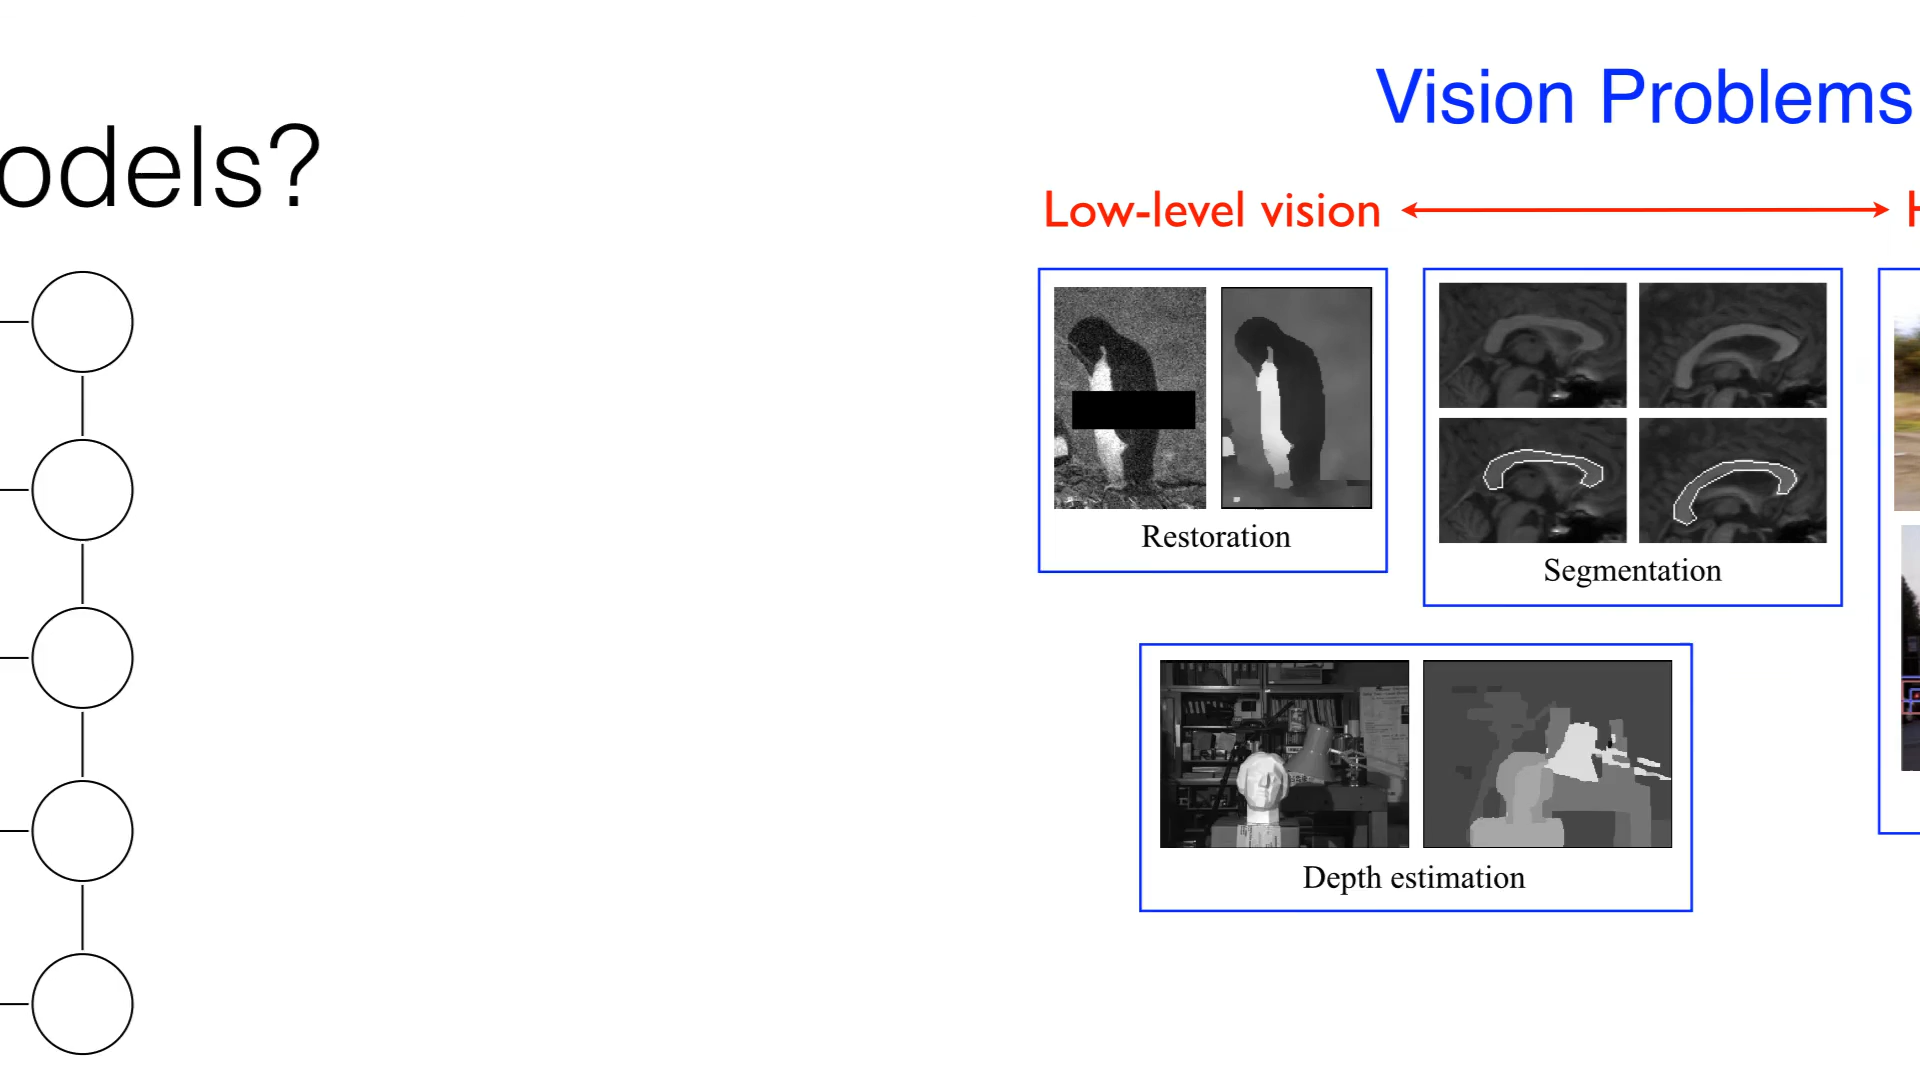 odels?
Vision Problems
Low-level vision
Restoration
Segmentation
Depth estimation